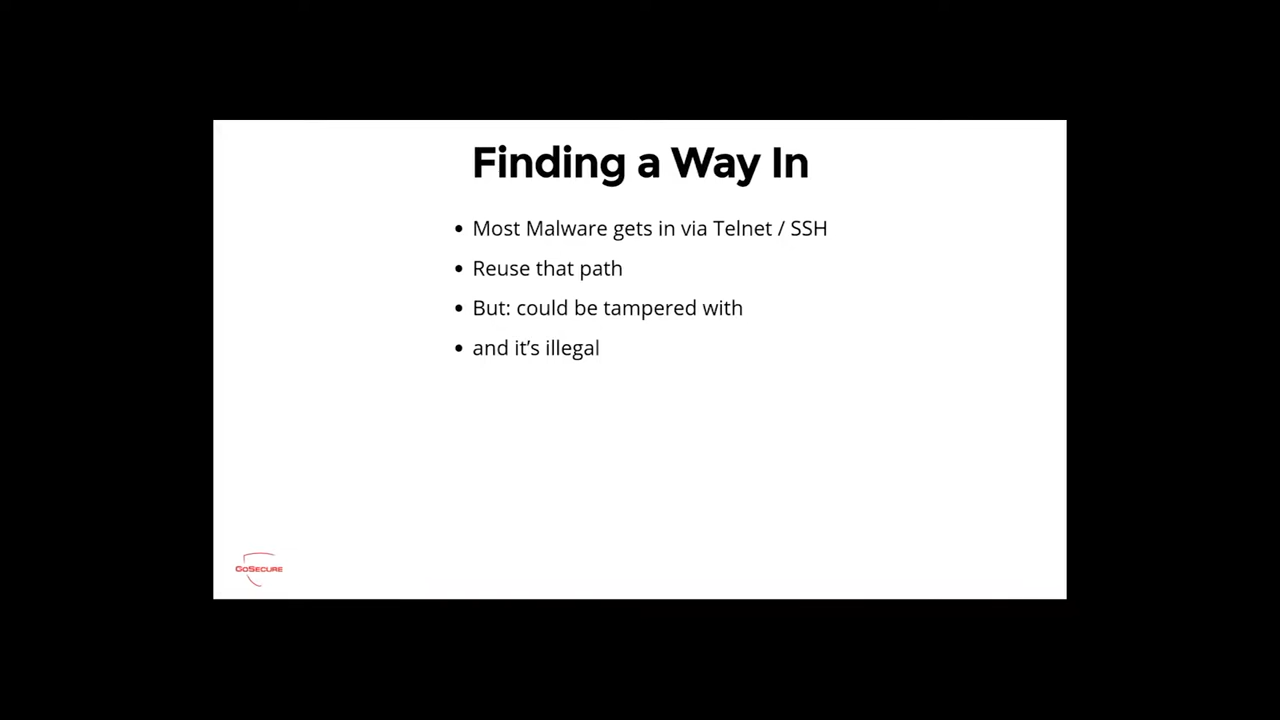 Finding a Way In
• Most Malware gets in via Telnet / SSH
• Reuse that path
• But: could be tampered with
• and it’s illegal
GoSecure